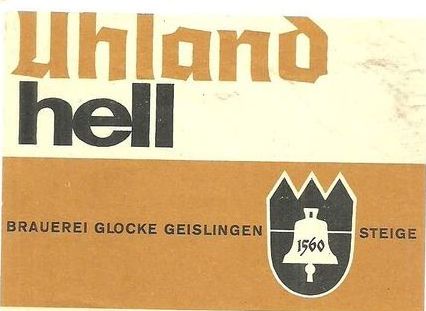 Uhland
hell
BRAUEREI GLOCKE GEISLINGEN STEIGE
1560